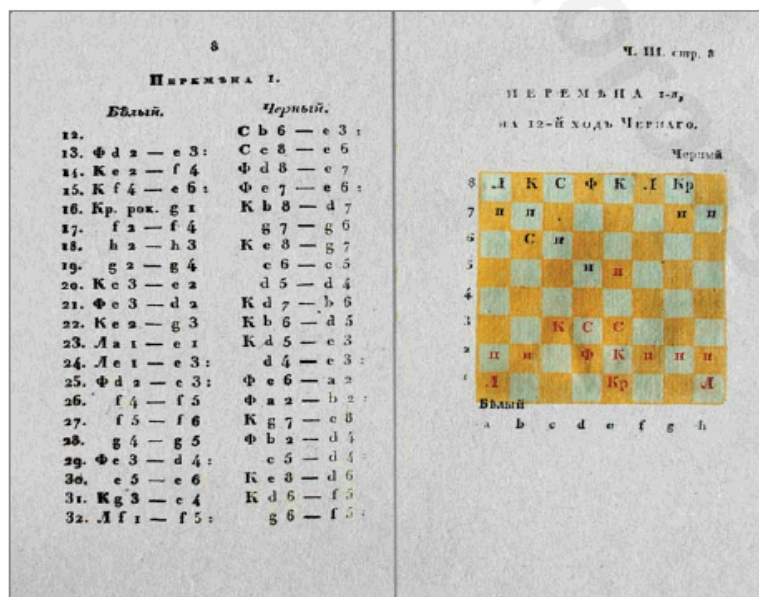 8
Перемѣна 1.
Бѣлый. Черный.
12. С b 6 — e 3 :
13. Ф d 2 — e 3 : С c 8 — e 6
14. К e 2 — f 4 Ф d 8 — e 7
15. К f 4 — e 6 : Ф e 7 — e 6 :
16. Кр. рок. g 1 К b 8 — d 7
17. f 2 — f 4 g 7 — g 6
18. h 2 — h 3 К e 8 — g 7
19. g 2 — g 4 c 6 — c 5
20. К c 3 — e 2 d 5 — d 4
21. Ф e 3 — d 2 К d 7 — b 6
22. К e 2 — g 3 К b 6 — d 5
23. Л a 1 — e 1 К d 5 — e 3
24. Л e 1 — e 3 : d 4 — e 3 :
25. Ф d 2 — e 3 : Ф e 6 — a 2
26. f 4 — f 5 Ф a 2 — b 2 :
27. f 5 — f 6 К g 7 — e 8
28. g 4 — g 5 Ф b 2 — d 4
29. Ф e 3 — d 4 : c 5 — d 4 :
30. e 5 — e 6 К e 8 — d 6
31. К g 3 — e 4 К d 6 — f 5
32. Л f 1 — f 5 : g 6 — f 5 :
Ч. III. стр. 8
ПЕРЕМѢНА 1-я,
на 12-й ходъ Чернаго.
Черный
8 Л К С Ф К Л Кр
7 п п п п
6 С п
5 п п
4
3 К С С
2 п п Ф К п п п
1 Л Кр Л
Бѣлый
a b c d e f g h